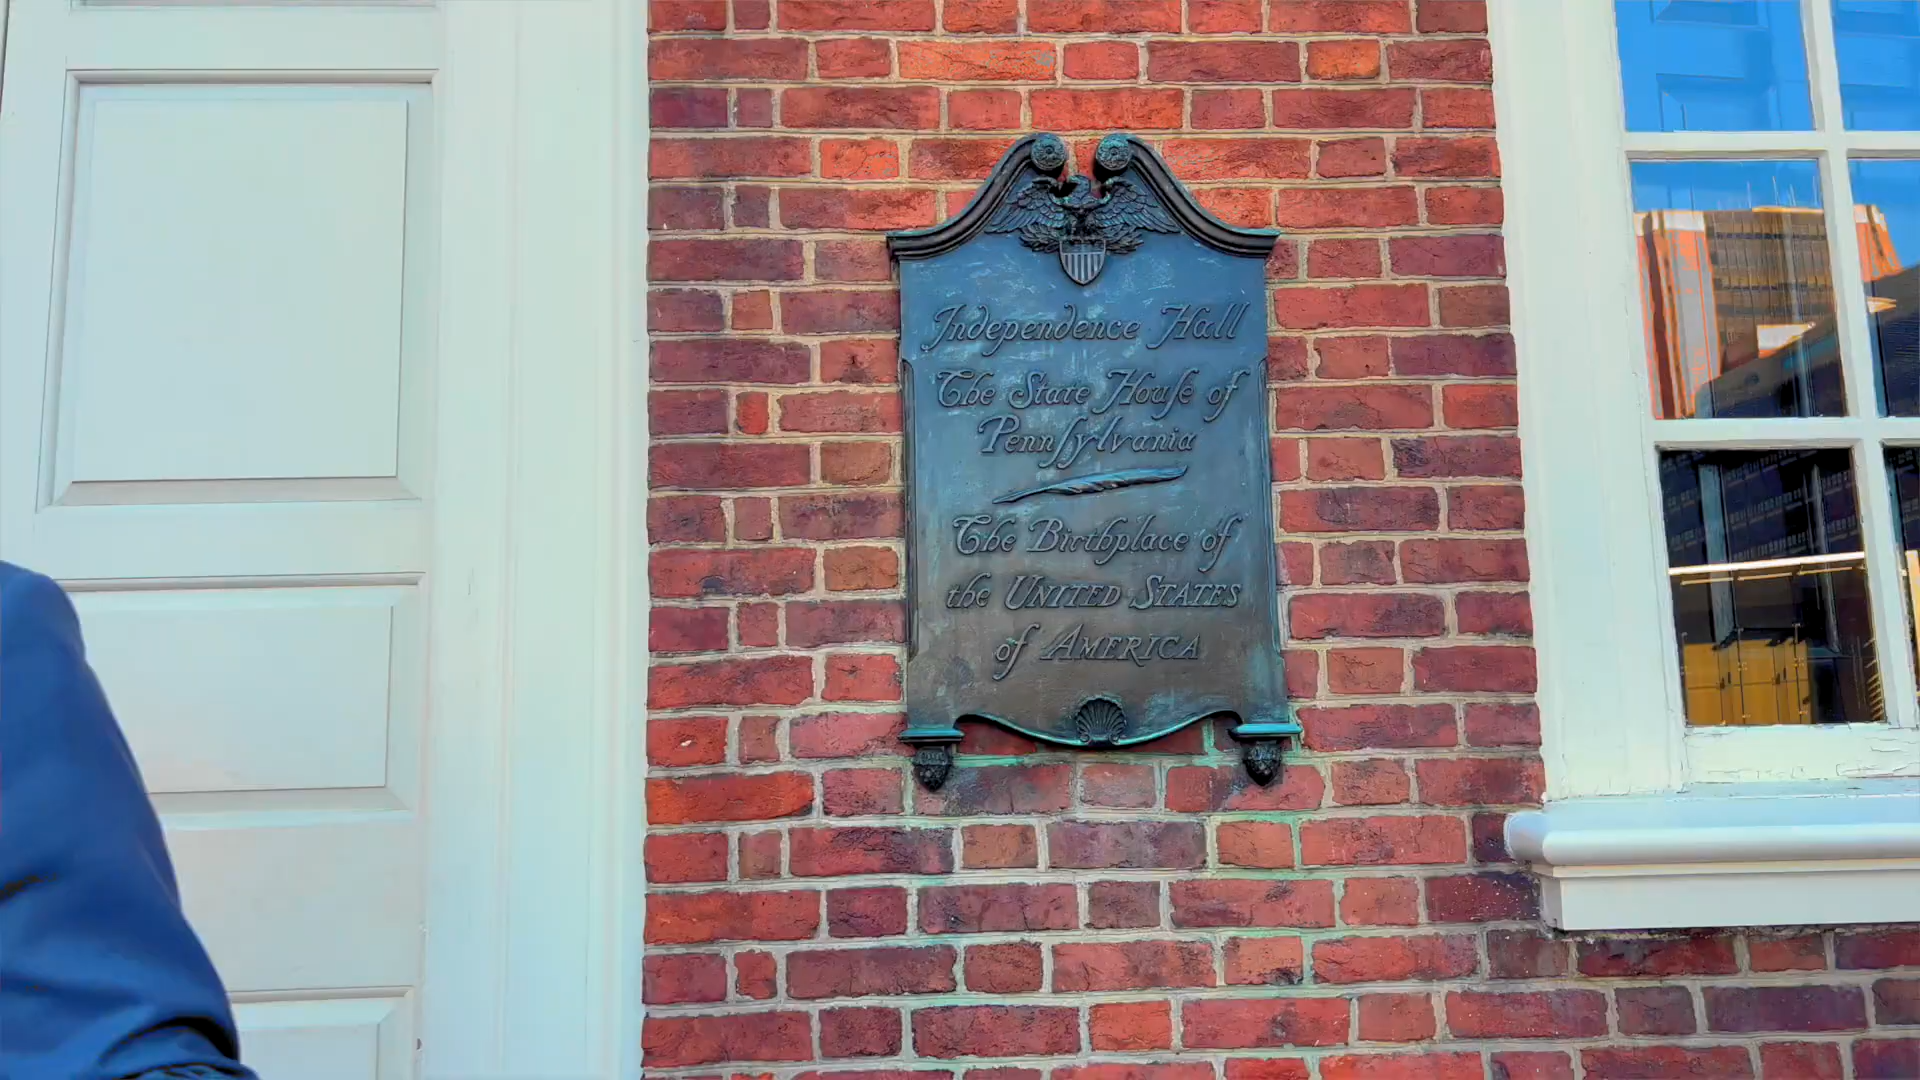 Independence Hall
The State Houſe of
Pennſylvania
The Birthplace of
the UNITED STATES
of AMERICA